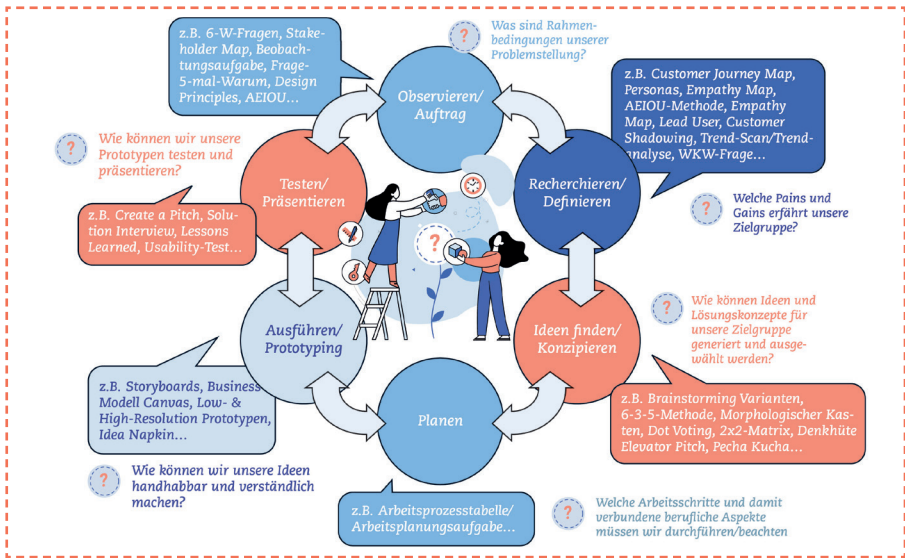 z.B. 6-W-Fragen, Stake-
holder Map, Beobach-
tungsaufgabe, Frage-
5-mal-Warum, Design
Principles, AEIOU...
?
Was sind Rahmen-
bedingungen unserer
Problemstellung?
Observieren/
Auftrag
z.B. Customer Journey Map,
Personas, Empathy Map,
AEIOU-Methode, Empathy
Map, Lead User, Customer
Shadowing, Trend-Scan/Trend-
analyse, WKW-Frage...
Recherchieren/
Definieren
?
Welche Pains und
Gains erfährt unsere
Zielgruppe?
?
Wie können Ideen und
Lösungskonzepte für
unsere Zielgruppe
generiert und ausge-
wählt werden?
Ideen finden/
Konzipieren
z.B. Brainstorming Varianten,
6-3-5-Methode, Morphologischer Kas-
ten, Dot Voting, 2x2-Matrix, Denkhüte
Elevator Pitch, Pecha Kucha...
Planen
z.B. Arbeitsprozesstabelle/
Arbeitsplanungsaufgabe...
?
Welche Arbeitsschritte und damit
verbundene berufliche Aspekte
müssen wir durchführen/beachten
Ausführen/
Prototyping
z.B. Storyboards, Business
Modell Canvas, Low- &
High-Resolution Prototypen,
Idea Napkin...
?
Wie können wir unsere Ideen
handhabbar und verständlich
machen?
?
Wie können wir unsere
Prototypen testen und
präsentieren?
Testen/
Präsentieren
z.B. Create a Pitch, Solu-
tion Interview, Lessons
Learned, Usability-Test...
?